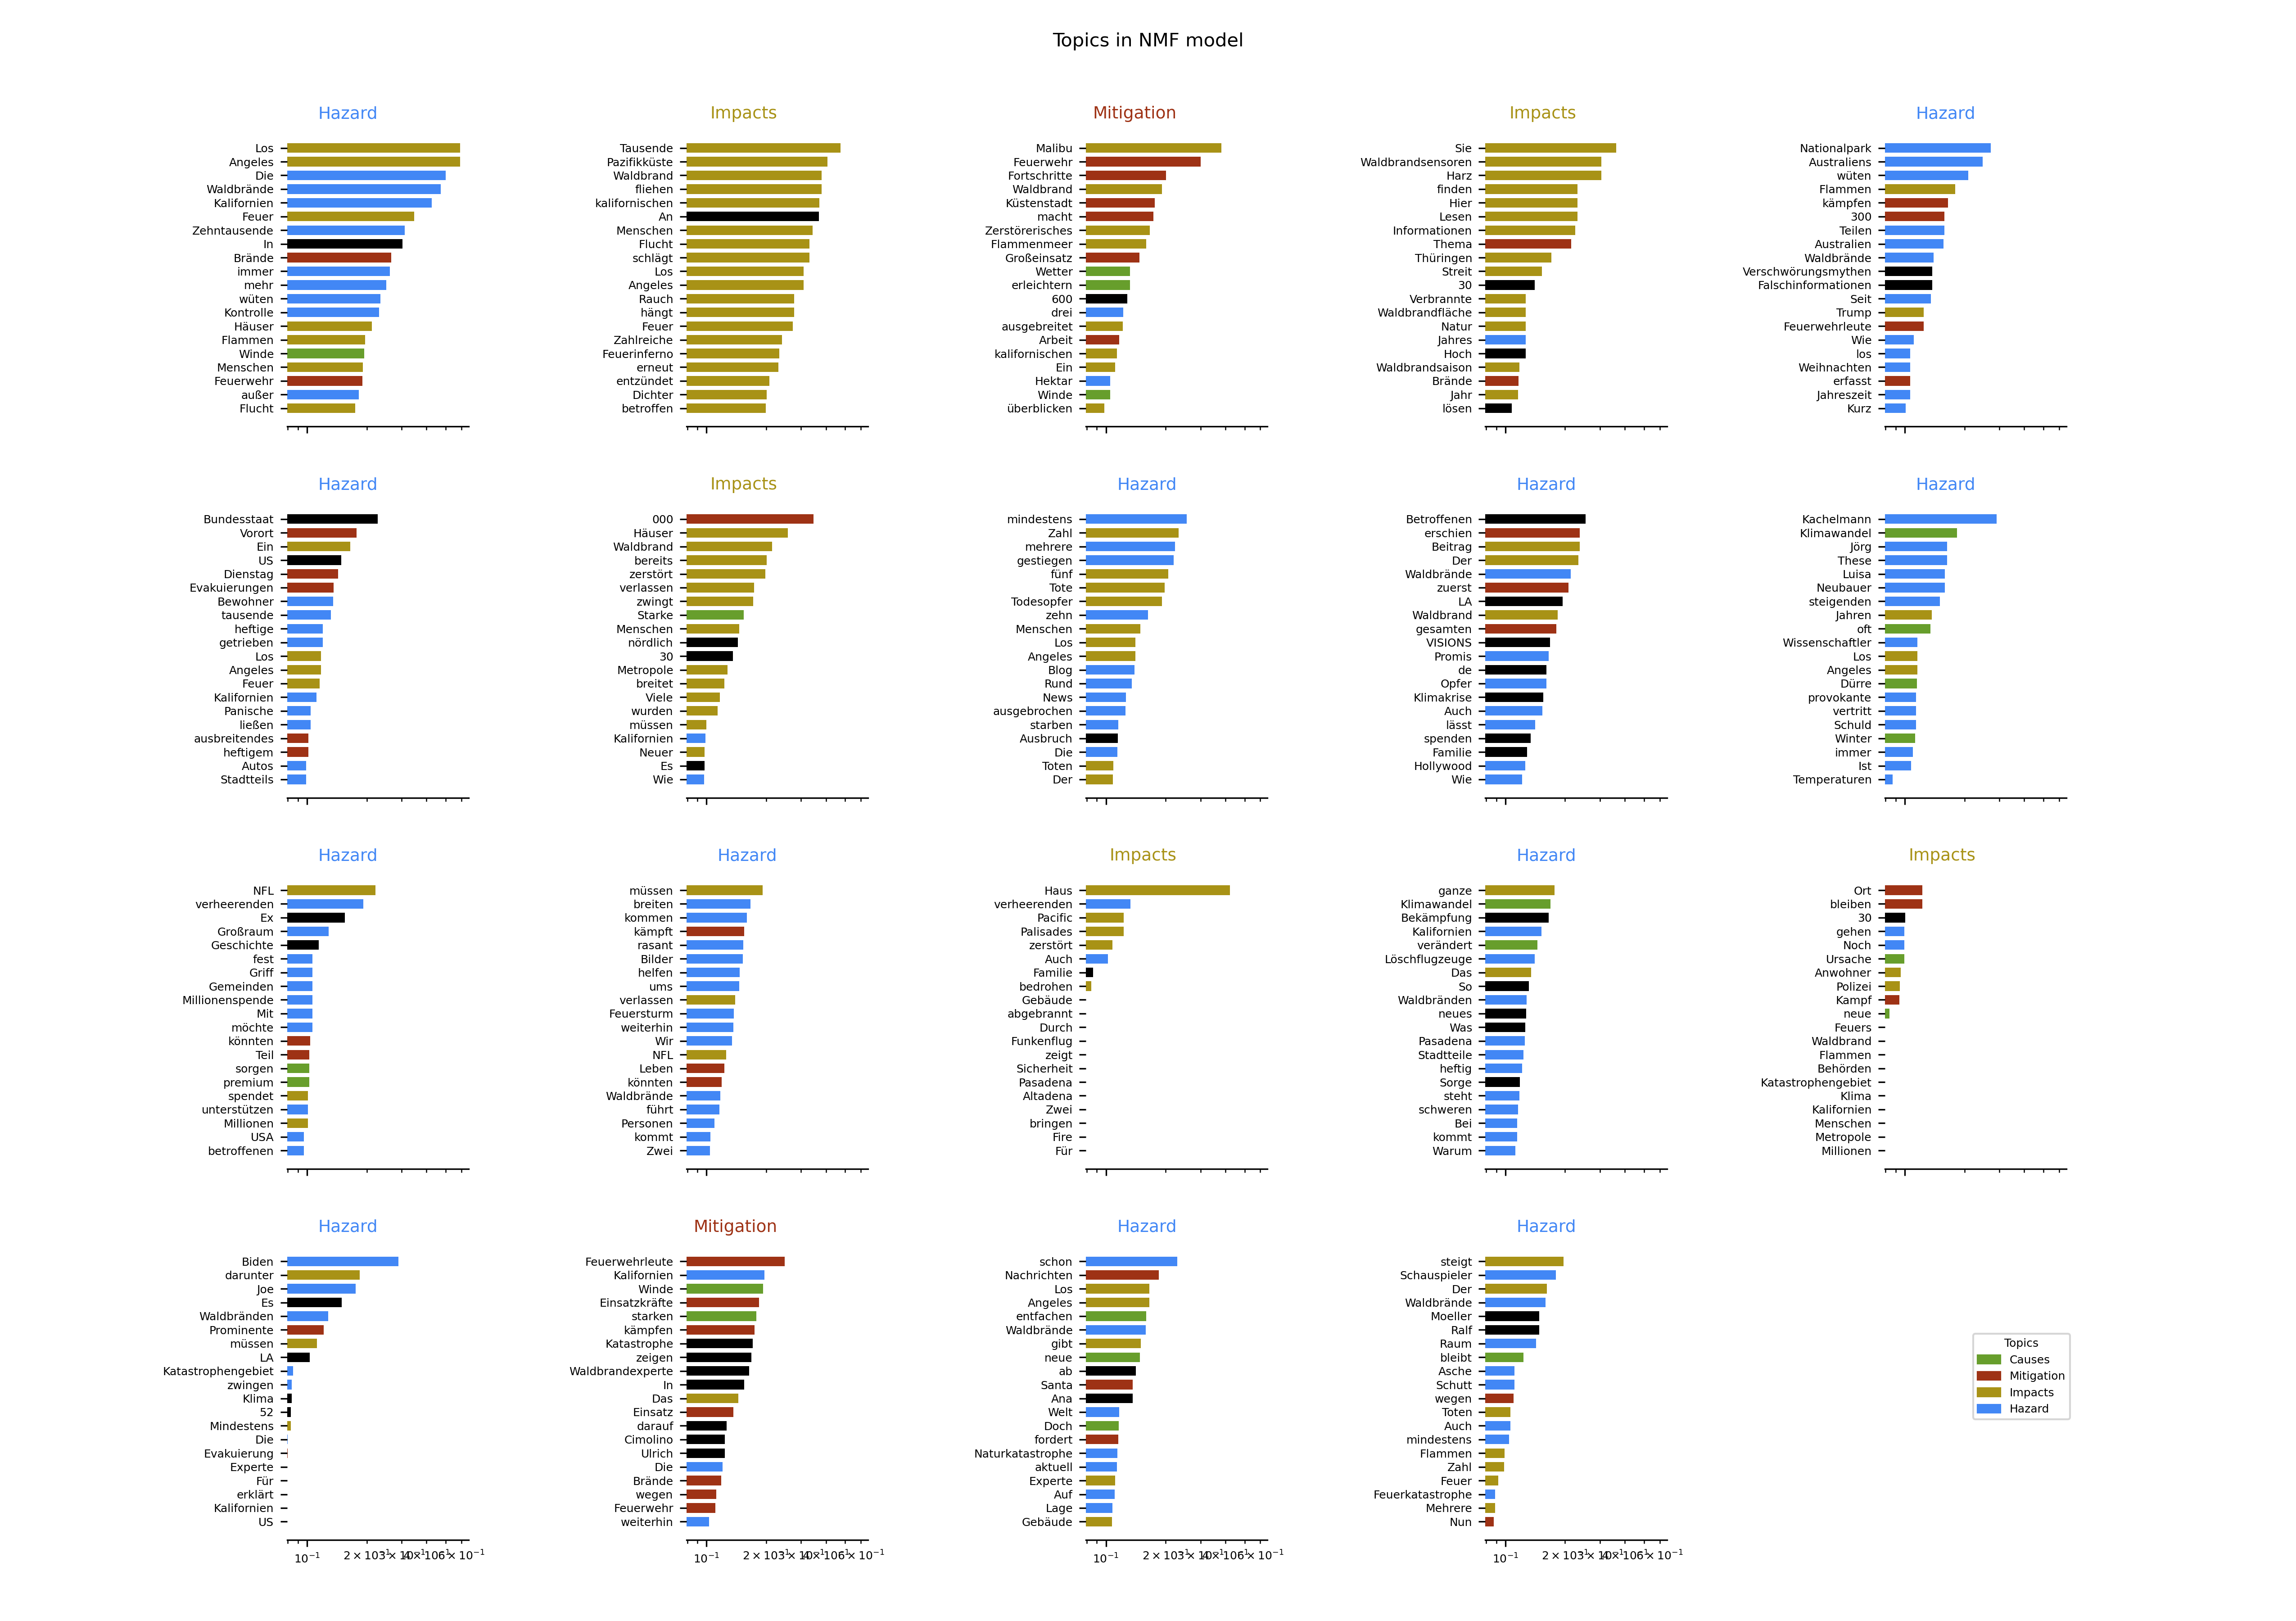 Topics in NMF model
Hazard
Los
Angeles
Die
Waldbrände
Kalifornien
Feuer
Zehntausende
In
Brände
immer
mehr
wüten
Kontrolle
Häuser
Flammen
Winde
Menschen
Feuerwehr
außer
Flucht
Impacts
Tausende
Pazifikküste
Waldbrand
fliehen
kalifornischen
An
Menschen
Flucht
schlägt
Los
Angeles
Rauch
hängt
Feuer
Zahlreiche
Feuerinferno
erneut
entzündet
Dichter
betroffen
Mitigation
Malibu
Feuerwehr
Fortschritte
Waldbrand
Küstenstadt
macht
Zerstörerisches
Flammenmeer
Großeinsatz
Wetter
erleichtern
600
drei
ausgebreitet
Arbeit
kalifornischen
Ein
Hektar
Winde
überblicken
Impacts
Sie
Waldbrandsensoren
Harz
finden
Hier
Lesen
Informationen
Thema
Thüringen
Streit
30
Verbrannte
Waldbrandfläche
Natur
Jahres
Hoch
Waldbrandsaison
Brände
Jahr
lösen
Hazard
Nationalpark
Australiens
wüten
Flammen
kämpfen
300
Teilen
Australien
Waldbrände
Verschwörungsmythen
Falschinformationen
Seit
Trump
Feuerwehrleute
Wie
los
Weihnachten
erfasst
Jahreszeit
Kurz
Hazard
Bundesstaat
Vorort
Ein
US
Dienstag
Evakuierungen
Bewohner
tausende
heftige
getrieben
Los
Angeles
Feuer
Kalifornien
Panische
ließen
ausbreitendes
heftigem
Autos
Stadtteils
Impacts
000
Häuser
Waldbrand
bereits
zerstört
verlassen
zwingt
Starke
Menschen
nördlich
30
Metropole
breitet
Viele
wurden
müssen
Kalifornien
Neuer
Es
Wie
Hazard
mindestens
Zahl
mehrere
gestiegen
fünf
Tote
Todesopfer
zehn
Menschen
Los
Angeles
Blog
Rund
News
ausgebrochen
starben
Ausbruch
Die
Toten
Der
Hazard
Betroffenen
erschien
Beitrag
Der
Waldbrände
zuerst
LA
Waldbrand
gesamten
VISIONS
Promis
de
Opfer
Klimakrise
Auch
lässt
spenden
Familie
Hollywood
Wie
Hazard
Kachelmann
Klimawandel
Jörg
These
Luisa
Neubauer
steigenden
Jahren
oft
Wissenschaftler
Los
Angeles
Dürre
provokante
vertritt
Schuld
Winter
immer
Ist
Temperaturen
Hazard
NFL
verheerenden
Ex
Großraum
Geschichte
fest
Griff
Gemeinden
Millionenspende
Mit
möchte
könnten
Teil
sorgen
premium
spendet
unterstützen
Millionen
USA
betroffenen
Hazard
müssen
breiten
kommen
kämpft
rasant
Bilder
helfen
ums
verlassen
Feuersturm
weiterhin
Wir
NFL
Leben
könnten
Waldbrände
führt
Personen
kommt
Zwei
Impacts
Haus
verheerenden
Pacific
Palisades
zerstört
Auch
Familie
bedrohen
Gebäude
abgebrannt
Durch
Funkenflug
zeigt
Sicherheit
Pasadena
Altadena
Zwei
bringen
Fire
Für
Hazard
ganze
Klimawandel
Bekämpfung
Kalifornien
verändert
Löschflugzeuge
Das
So
Waldbränden
neues
Was
Pasadena
Stadtteile
heftig
Sorge
steht
schweren
Bei
kommt
Warum
Impacts
Ort
bleiben
30
gehen
Noch
Ursache
Anwohner
Polizei
Kampf
neue
Feuers
Waldbrand
Flammen
Behörden
Katastrophengebiet
Klima
Kalifornien
Menschen
Metropole
Millionen
Hazard
Biden
darunter
Joe
Es
Waldbränden
Prominente
müssen
LA
Katastrophengebiet
zwingen
Klima
52
Mindestens
Die
Evakuierung
Experte
Für
erklärt
Kalifornien
US
10⁻¹
Mitigation
Feuerwehrleute
Kalifornien
Winde
Einsatzkräfte
starken
kämpfen
Katastrophe
zeigen
Waldbrandexperte
In
Das
Einsatz
darauf
Cimolino
Ulrich
Die
Brände
wegen
Feuerwehr
weiterhin
10⁻¹
Hazard
schon
Nachrichten
Los
Angeles
entfachen
Waldbrände
gibt
neue
ab
Santa
Ana
Welt
Doch
fordert
Naturkatastrophe
aktuell
Experte
Auf
Lage
Gebäude
10⁻¹
Hazard
steigt
Schauspieler
Der
Waldbrände
Moeller
Ralf
Raum
bleibt
Asche
Schutt
wegen
Toten
Auch
mindestens
Flammen
Zahl
Feuer
Feuerkatastrophe
Mehrere
Nun
10⁻¹
Topics
Causes
Mitigation
Impacts
Hazard